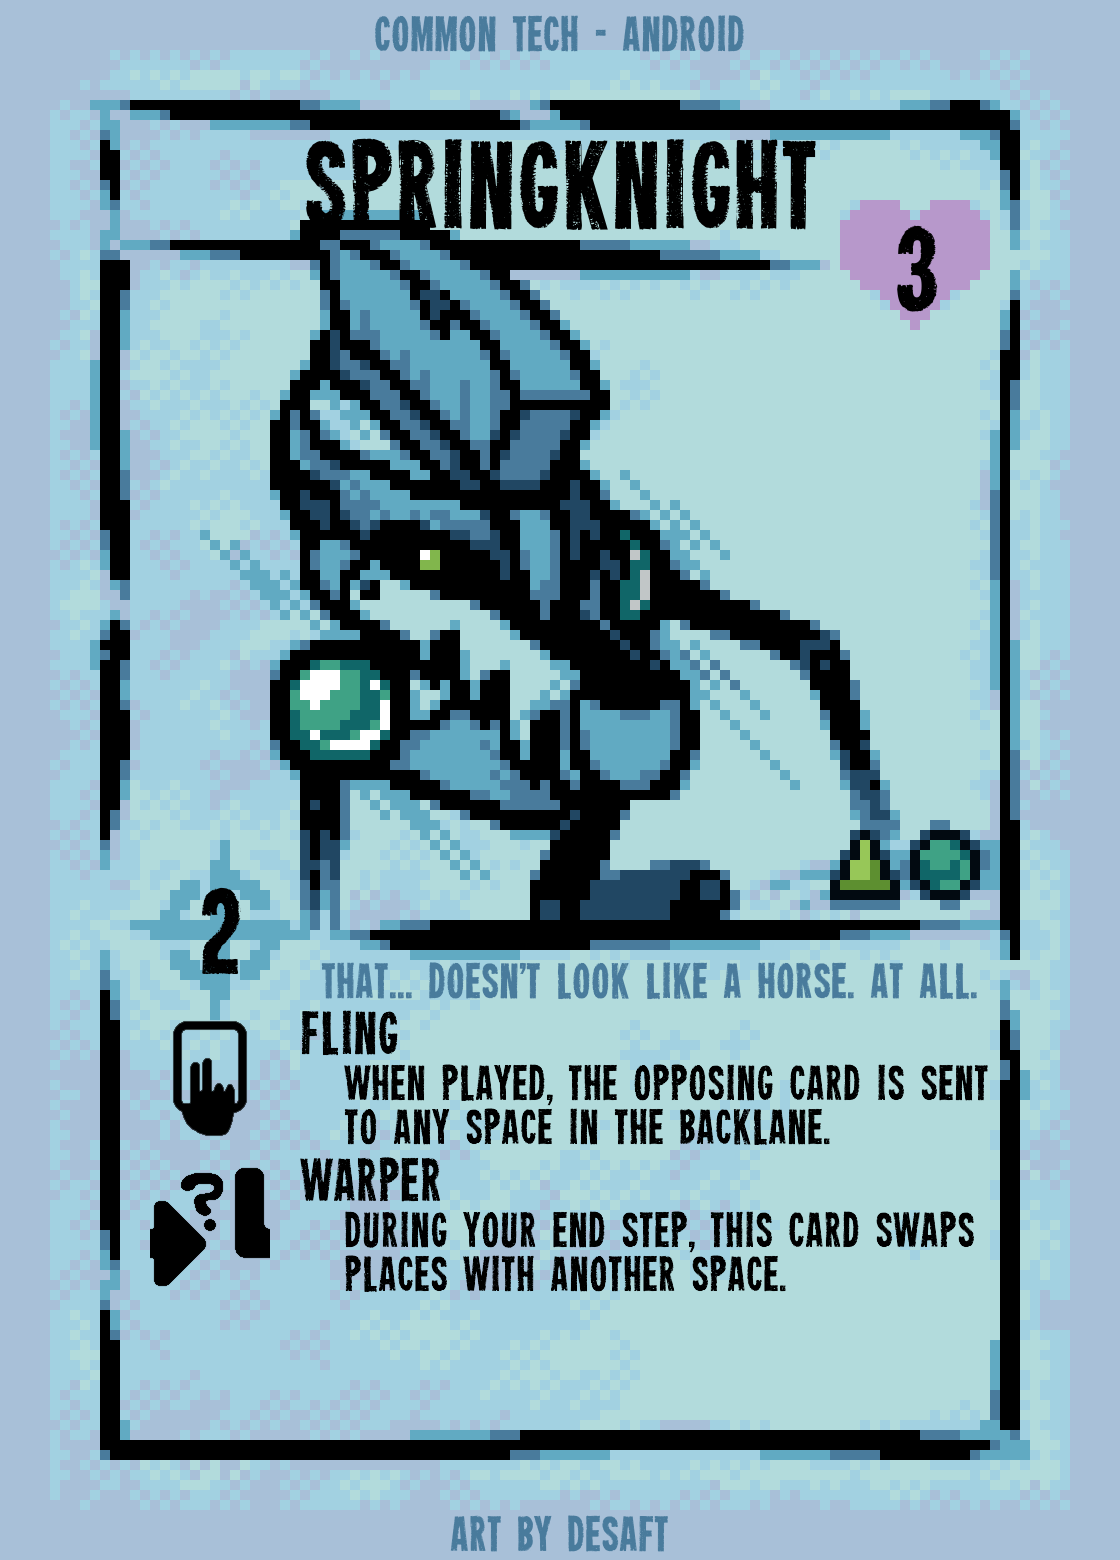 COMMON TECH - ANDROID
SPRINGKNIGHT
3
2
THAT... DOESN'T LOOK LIKE A HORSE. AT ALL.
FLING
WHEN PLAYED, THE OPPOSING CARD IS SENT
TO ANY SPACE IN THE BACKLANE.
?
WARPER
DURING YOUR END STEP, THIS CARD SWAPS
PLACES WITH ANOTHER SPACE.
ART BY DESAFT